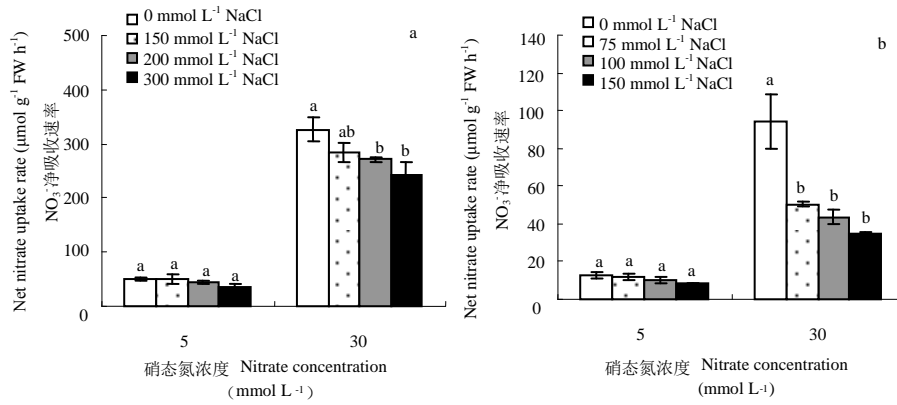 Net nitrate uptake rate (μmol g⁻¹ FW h⁻¹)
NO₃⁻净吸收速率
500
400
300
200
100
0
0 mmol L⁻¹ NaCl
150 mmol L⁻¹ NaCl
200 mmol L⁻¹ NaCl
300 mmol L⁻¹ NaCl
a
a
ab
b
b
a
a
a
a
5
30
硝态氮浓度 Nitrate concentration
(mmol L⁻¹)
Net nitrate uptake rate (μmol g⁻¹ FW h⁻¹)
NO₃⁻净吸收速率
140
120
100
80
60
40
20
0
0 mmol L⁻¹ NaCl
75 mmol L⁻¹ NaCl
100 mmol L⁻¹ NaCl
150 mmol L⁻¹ NaCl
b
a
b
b
b
a
a
a
a
5
30
硝态氮浓度 Nitrate concentration
(mmol L⁻¹)